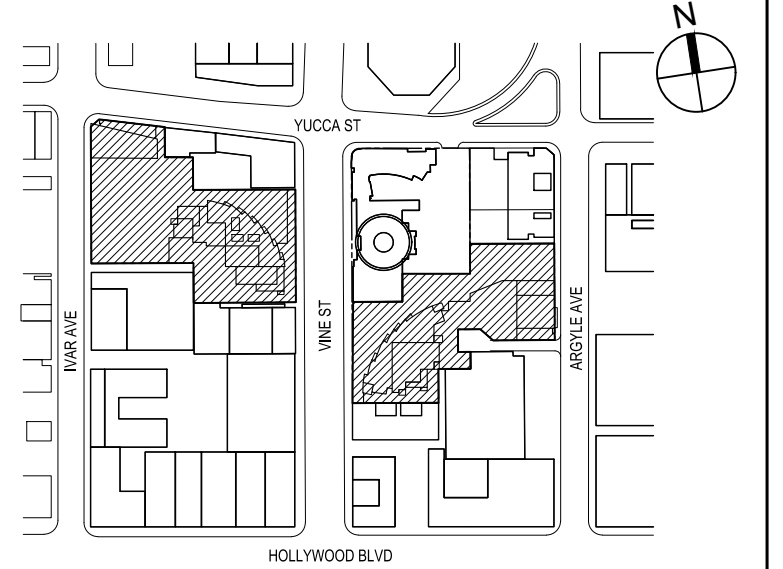 N
YUCCA ST
IVAR AVE
VINE ST
ARGYLE AVE
HOLLYWOOD BLVD